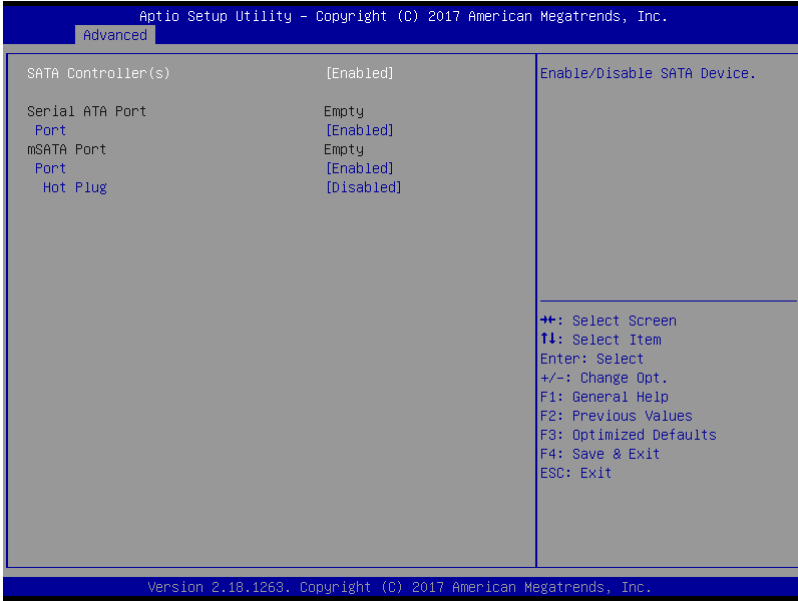 Aptio Setup Utility – Copyright (C) 2017 American Megatrends, Inc.
Advanced
SATA Controller(s) [Enabled]
Enable/Disable SATA Device.
Serial ATA Port Empty
Port [Enabled]
mSATA Port Empty
Port [Enabled]
Hot Plug [Disabled]
→←: Select Screen
↑↓: Select Item
Enter: Select
+/-: Change Opt.
F1: General Help
F2: Previous Values
F3: Optimized Defaults
F4: Save & Exit
ESC: Exit
Version 2.18.1263. Copyright (C) 2017 American Megatrends, Inc.